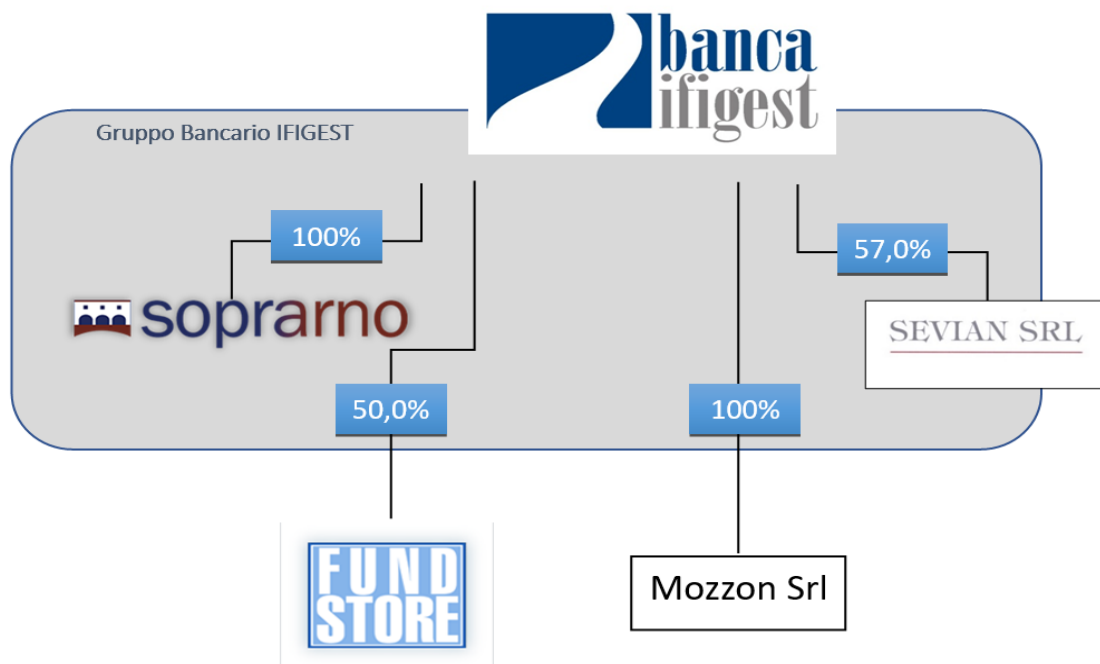 banca
ifigest
Gruppo Bancario IFIGEST
100%
57,0%
soprarno
SEVIAN SRL
50,0%
100%
FUND
STORE
Mozzon Srl